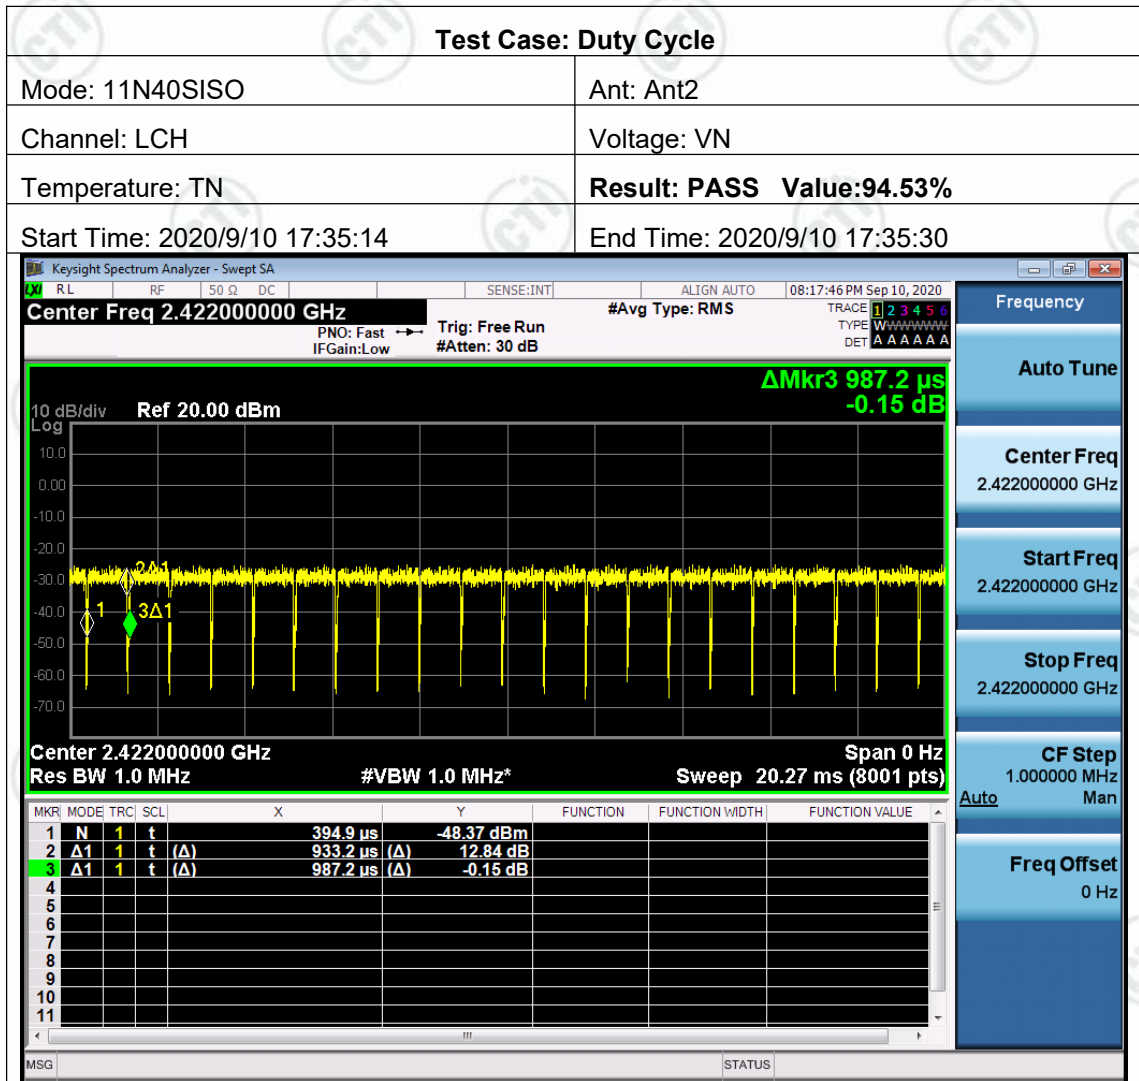 Test Case: Duty Cycle
Mode: 11N40SISO Ant: Ant2
Channel: LCH Voltage: VN
Temperature: TN Result: PASS Value:94.53%
Start Time: 2020/9/10 17:35:14 End Time: 2020/9/10 17:35:30
Keysight Spectrum Analyzer - Swept SA
LXI RL RF 50 Ω DC SENSE:INT ALIGN AUTO 08:17:46 PM Sep 10, 2020
Center Freq 2.422000000 GHz #Avg Type: RMS TRACE 1 2 3 4 5 6
PNO: Fast Trig: Free Run TYPE WWWWWW
IFGain:Low #Atten: 30 dB DET A A A A A A
ΔMkr3 987.2 µs
-0.15 dB
10 dB/div Ref 20.00 dBm
Log
10.0
0.00
-10.0
-20.0
-30.0
-40.0
-50.0
-60.0
-70.0
2Δ1
1 3Δ1
Center 2.422000000 GHz Span 0 Hz
Res BW 1.0 MHz #VBW 1.0 MHz* Sweep 20.27 ms (8001 pts)
MKR MODE TRC SCL X Y FUNCTION FUNCTION WIDTH FUNCTION VALUE
1 N 1 t 394.9 µs -48.37 dBm
2 Δ1 1 t (Δ) 933.2 µs (Δ) 12.84 dB
3 Δ1 1 t (Δ) 987.2 µs (Δ) -0.15 dB
4
5
6
7
8
9
10
11
MSG STATUS
Frequency
Auto Tune
Center Freq
2.422000000 GHz
Start Freq
2.422000000 GHz
Stop Freq
2.422000000 GHz
CF Step
1.000000 MHz
Auto Man
Freq Offset
0 Hz
CTI
CTI
CTI
CTI
CTI
CTI